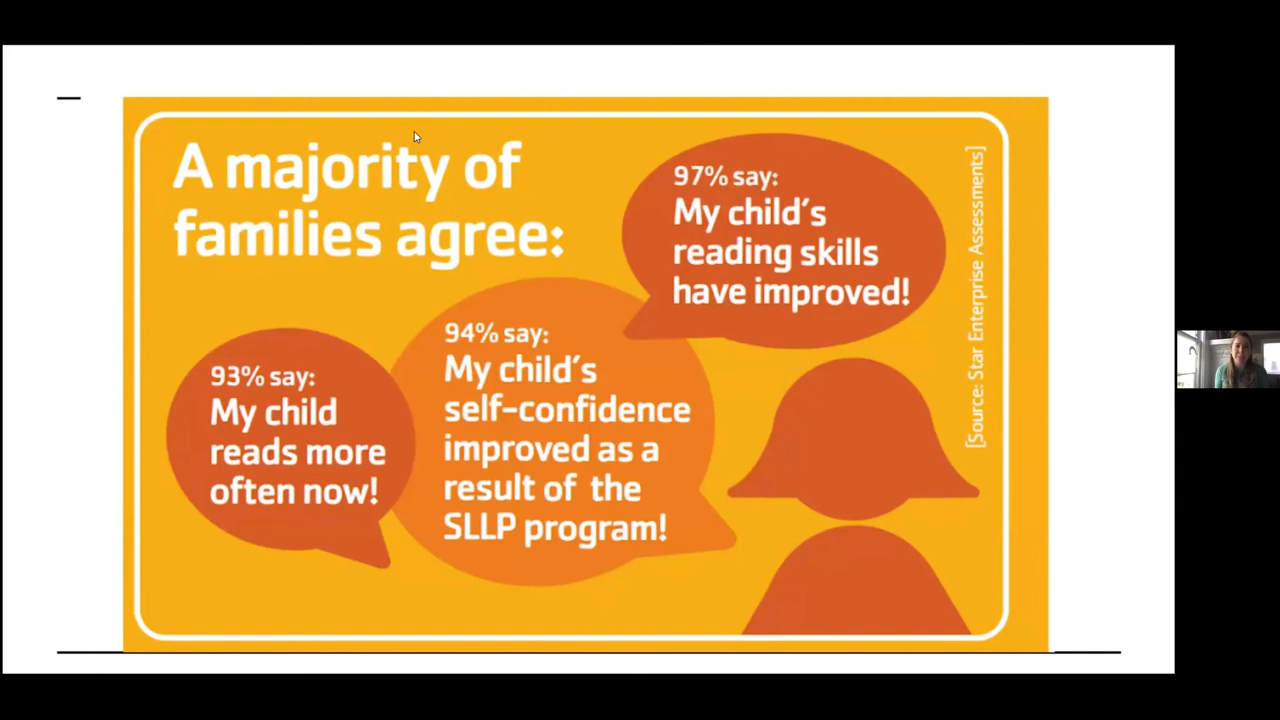 A majority of
families agree:
97% say:
My child's
reading skills
have improved!
94% say:
My child's
self-confidence
improved as a
result of the
SLLP program!
93% say:
My child
reads more
often now!
[Source: Star Enterprise Assessments]